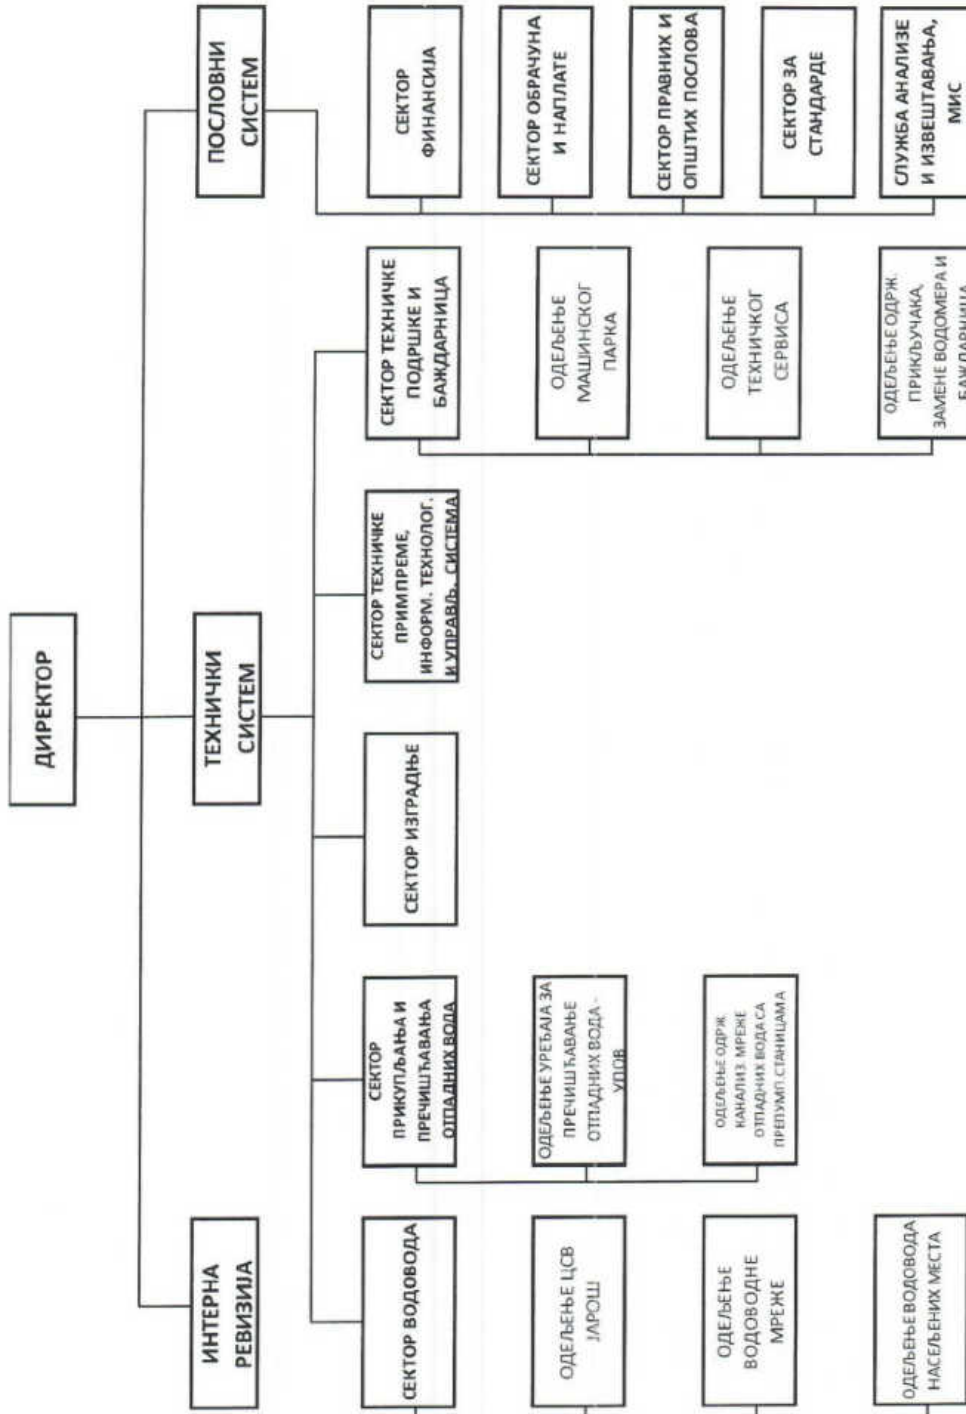 ДИРЕКТОР
ИНТЕРНА
РЕВИЗИЈА
ТЕХНИЧКИ
СИСТЕМ
ПОСЛОВНИ
СИСТЕМ
СЕКТОР ВОДОВОДА
ОДЕЉЕЊЕ ЦСВ
ЈАРОШ
ОДЕЉЕЊЕ
ВОДОВОДНЕ
МРЕЖЕ
ОДЕЉЕЊЕ ВОДОВОДА
НАСЕЉЕНИХ МЕСТА
СЕКТОР
ПРИКУПЉАЊА И
ПРЕЧИШЋАВАЊА
ОТПАДНИХ ВОДА
ОДЕЉЕЊЕ УРЕЂАЈА ЗА
ПРЕЧИШЋАВАЊЕ
ОТПАДНИХ ВОДА -
УПОВ
ОДЕЉЕЊЕ ОДРЖ.
КАНАЛИЗ. МРЕЖЕ
ОТПАДНИХ ВОДА СА
ПРЕПУМП.СТАНИЦАМА
СЕКТОР ИЗГРАДЊЕ
СЕКТОР ТЕХНИЧКЕ
ПРИМПРЕМЕ,
ИНФОРМ. ТЕХНОЛОГ.
И УПРАВЉ. СИСТЕМА
СЕКТОР ТЕХНИЧКЕ
ПОДРШКЕ И
БАЖДАРНИЦА
ОДЕЉЕЊЕ
МАШИНСКОГ
ПАРКА
ОДЕЉЕЊЕ
ТЕХНИЧКОГ
СЕРВИСА
ОДЕЉЕЊЕ ОДРЖ.
ПРИКЉУЧАКА,
ЗАМЕНЕ ВОДОМЕРА И
БАЖДАРНИЦА
СЕКТОР
ФИНАНСИЈА
СЕКТОР ОБРАЧУНА
И НАПЛАТЕ
СЕКТОР ПРАВНИХ И
ОПШТИХ ПОСЛОВА
СЕКТОР ЗА
СТАНДАРДЕ
СЛУЖБА АНАЛИЗЕ
И ИЗВЕШТАВАЊА,
МИС